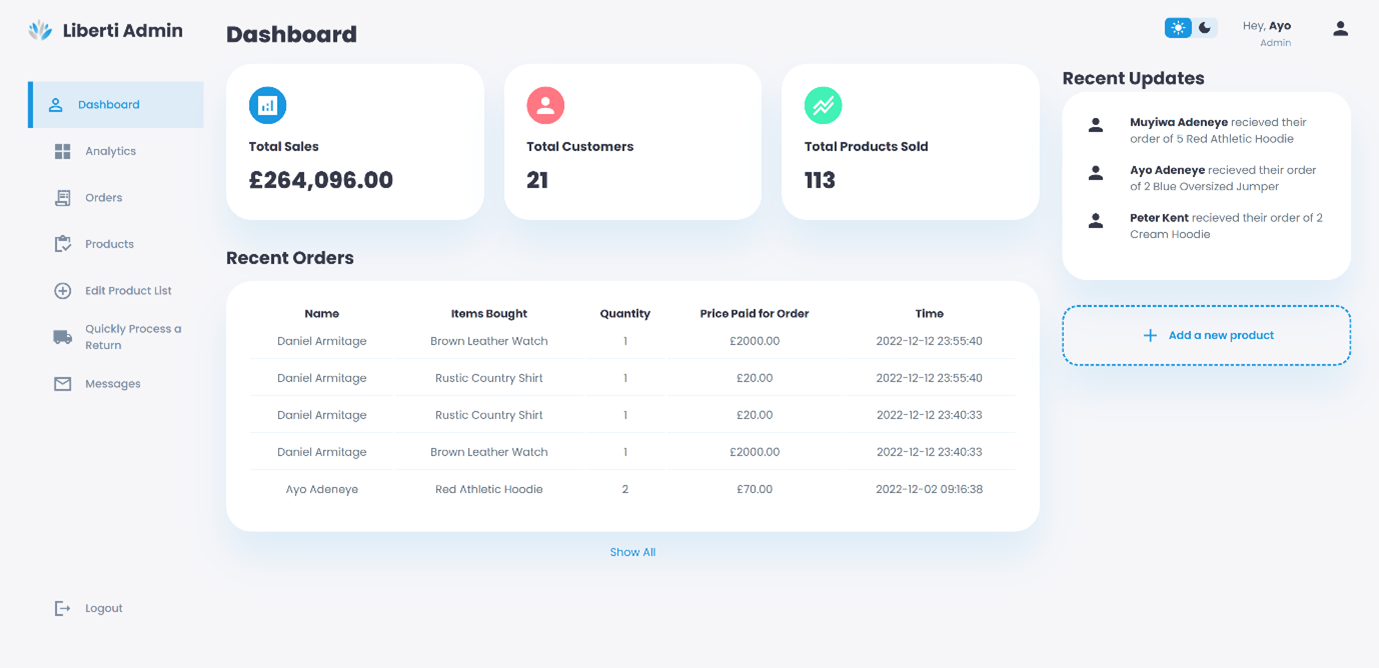 Liberti Admin
Dashboard
Hey, Ayo
Admin
Dashboard
Analytics
Orders
Products
Edit Product List
Quickly Process a
Return
Messages
Logout
Total Sales
£264,096.00
Total Customers
21
Total Products Sold
113
Recent Orders
Name Items Bought Quantity Price Paid for Order Time
Daniel Armitage Brown Leather Watch 1 £2000.00 2022-12-12 23:55:40
Daniel Armitage Rustic Country Shirt 1 £20.00 2022-12-12 23:55:40
Daniel Armitage Rustic Country Shirt 1 £20.00 2022-12-12 23:40:33
Daniel Armitage Brown Leather Watch 1 £2000.00 2022-12-12 23:40:33
Ayo Adeneye Red Athletic Hoodie 2 £70.00 2022-12-02 09:16:38
Show All
Recent Updates
Muyiwa Adeneye recieved their
order of 5 Red Athletic Hoodie
Ayo Adeneye recieved their order
of 2 Blue Oversized Jumper
Peter Kent recieved their order of 2
Cream Hoodie
Add a new product